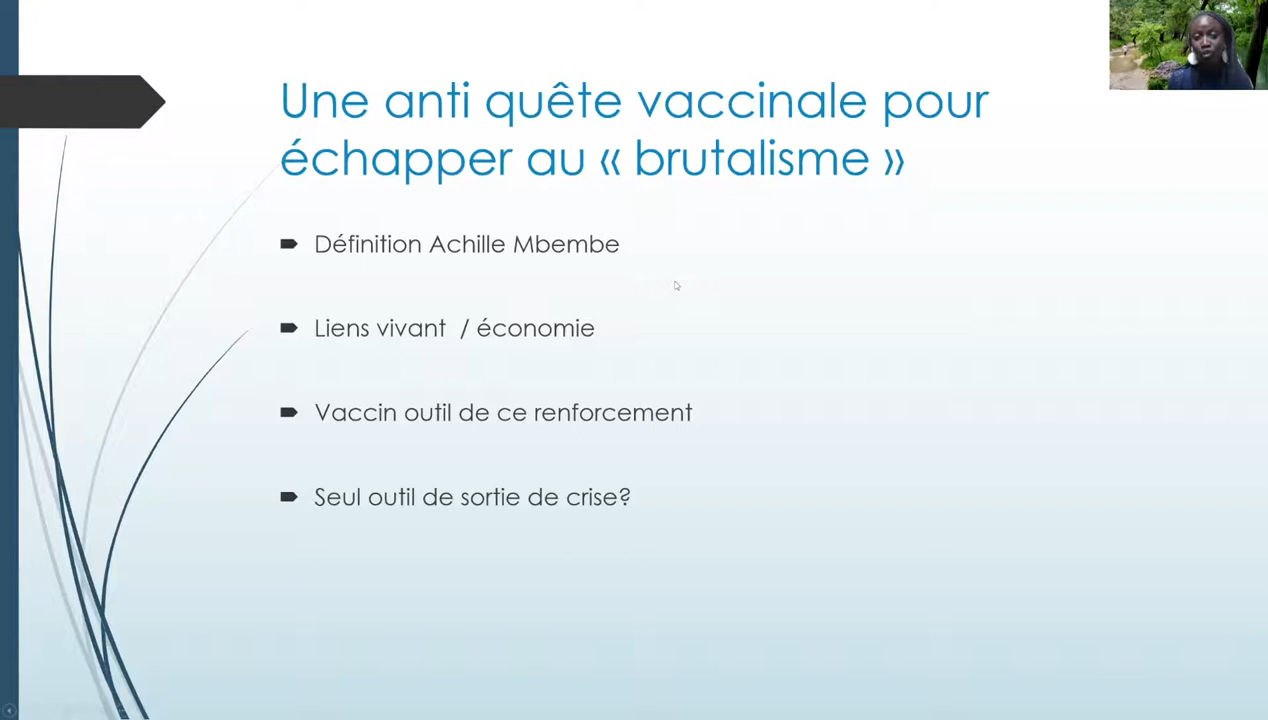 Une anti quête vaccinale pour
échapper au « brutalisme »
Définition Achille Mbembe
Liens vivant / économie
Vaccin outil de ce renforcement
Seul outil de sortie de crise?